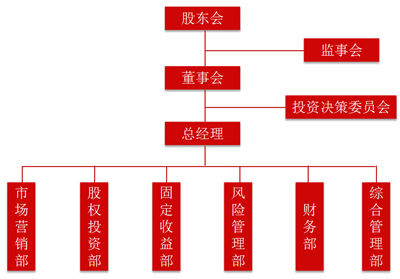 股东会
监事会
董事会
投资决策委员会
总经理
市场营销部
股权投资部
固定收益部
风险管理部
财务部
综合管理部